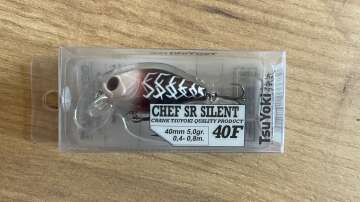 CHEF SR SILENT
CRANK TSUYOKI QUALITY PRODUCT
40mm 5.0gr. 40F
0,4-0,8m.
TsuYoki